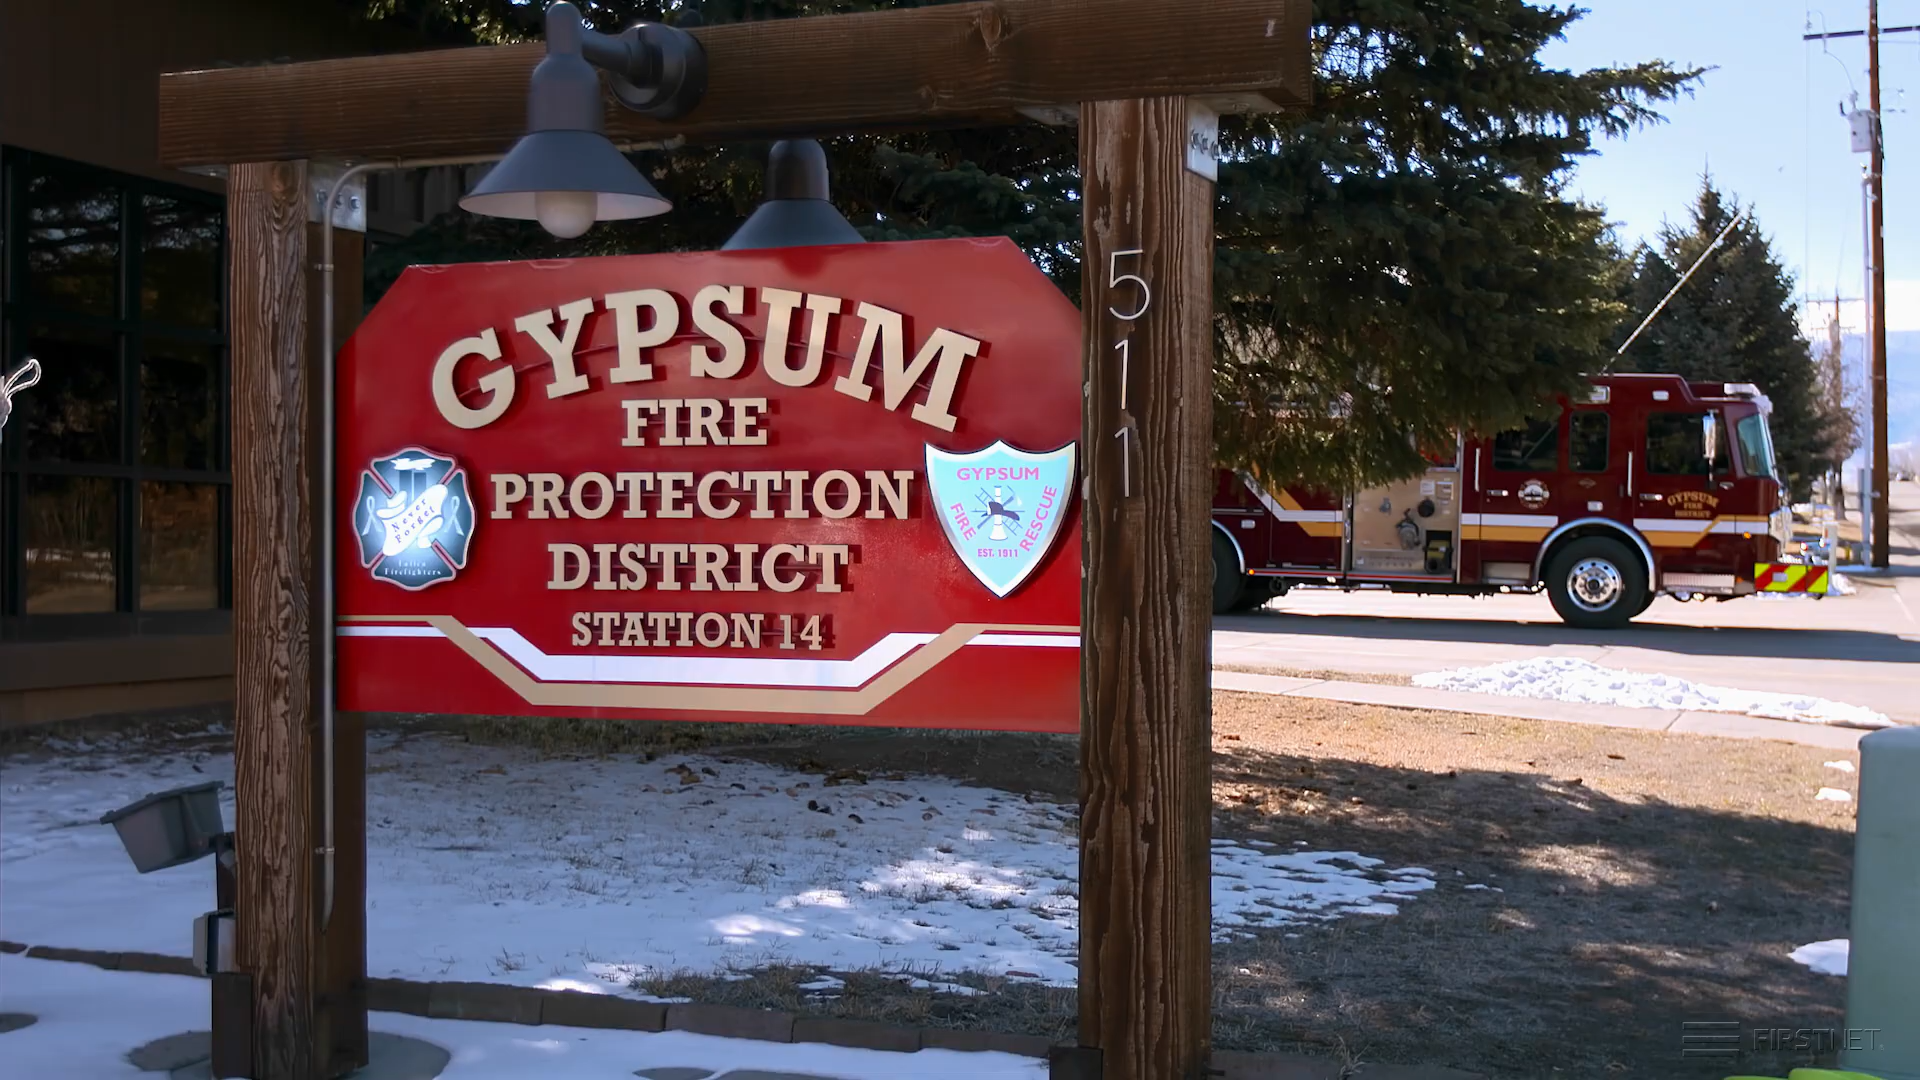 GYPSUM
FIRE
PROTECTION
DISTRICT
STATION 14
Never
Forget
Fallen
Firefighters
GYPSUM
FIRE
RESCUE
EST. 1911
511
GYPSUM
FIRE
DISTRICT
FIRSTNET